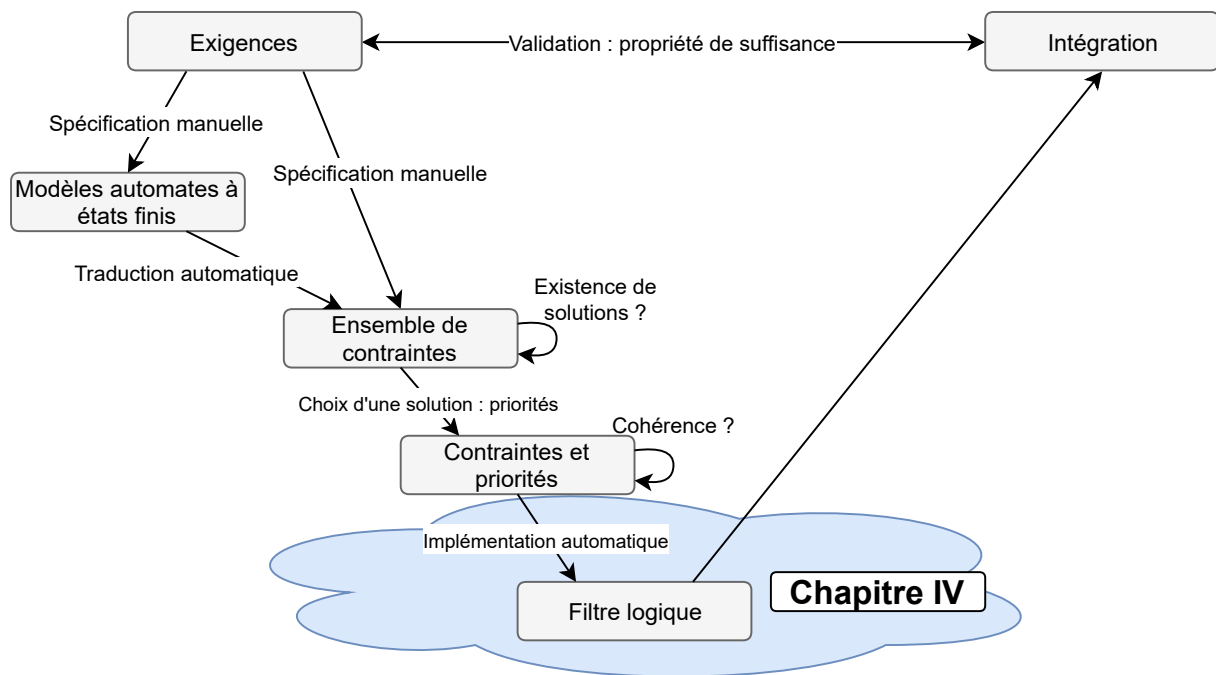 Exigences
Validation : propriété de suffisance
Intégration
Spécification manuelle
Spécification manuelle
Modèles automates à
états finis
Traduction automatique
Existence de
solutions ?
Ensemble de
contraintes
Choix d'une solution : priorités
Cohérence ?
Contraintes et
priorités
Implémentation automatique
Chapitre IV
Filtre logique